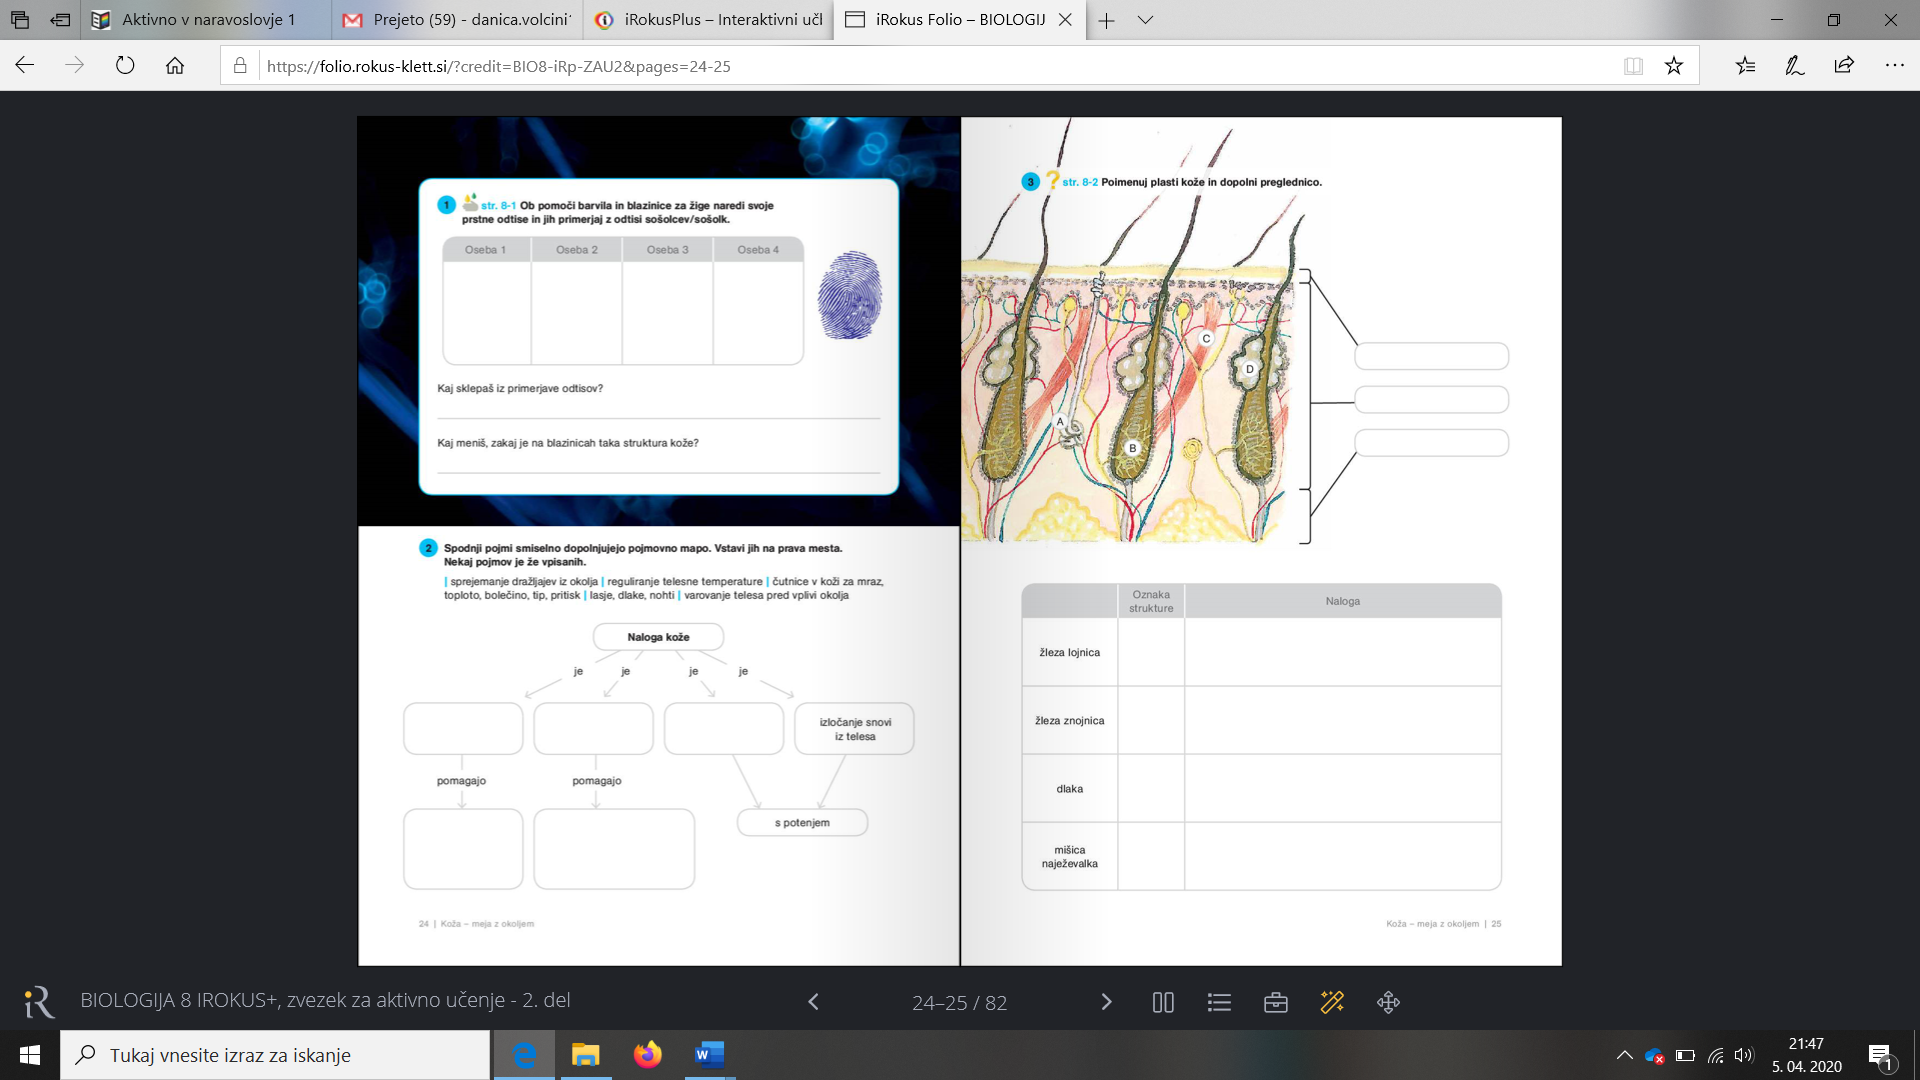 Aktivno v naravoslovje 1
Prejeto (59) - danica.volcini
iRokusPlus – Interaktivni učl
iRokus Folio – BIOLOGIJ
https://folio.rokus-klett.si/?credit=BIO8-iRp-ZAU2&pages=24-25
1 str. 8-1 Ob pomoči barvila in blazinice za žige naredi svoje
prstne odtise in jih primerjaj z odtisi sošolcev/sošolk.
Oseba 1 Oseba 2 Oseba 3 Oseba 4
Kaj sklepaš iz primerjave odtisov?
Kaj meniš, zakaj je na blazinicah taka struktura kože?
2 Spodnji pojmi smiselno dopolnjujejo pojmovno mapo. Vstavi jih na prava mesta.
Nekaj pojmov je že vpisanih.
| sprejemanje dražljajev iz okolja | reguliranje telesne temperature | čutnice v koži za mraz,
toploto, bolečino, tip, pritisk | lasje, dlake, nohti | varovanje telesa pred vplivi okolja
Naloga kože
je je je je
izločanje snovi
iz telesa
pomagajo pomagajo
s potenjem
24 | Koža – meja z okoljem
3 ? str. 8-2 Poimenuj plasti kože in dopolni preglednico.
C
D
A
B
Oznaka
strukture
Naloga
žleza lojnica
žleza znojnica
dlaka
mišica
naježevalka
Koža – meja z okoljem | 25
iR
BIOLOGIJA 8 IROKUS+, zvezek za aktivno učenje - 2. del
24–25 / 82
Tukaj vnesite izraz za iskanje
21:47
5. 04. 2020
1